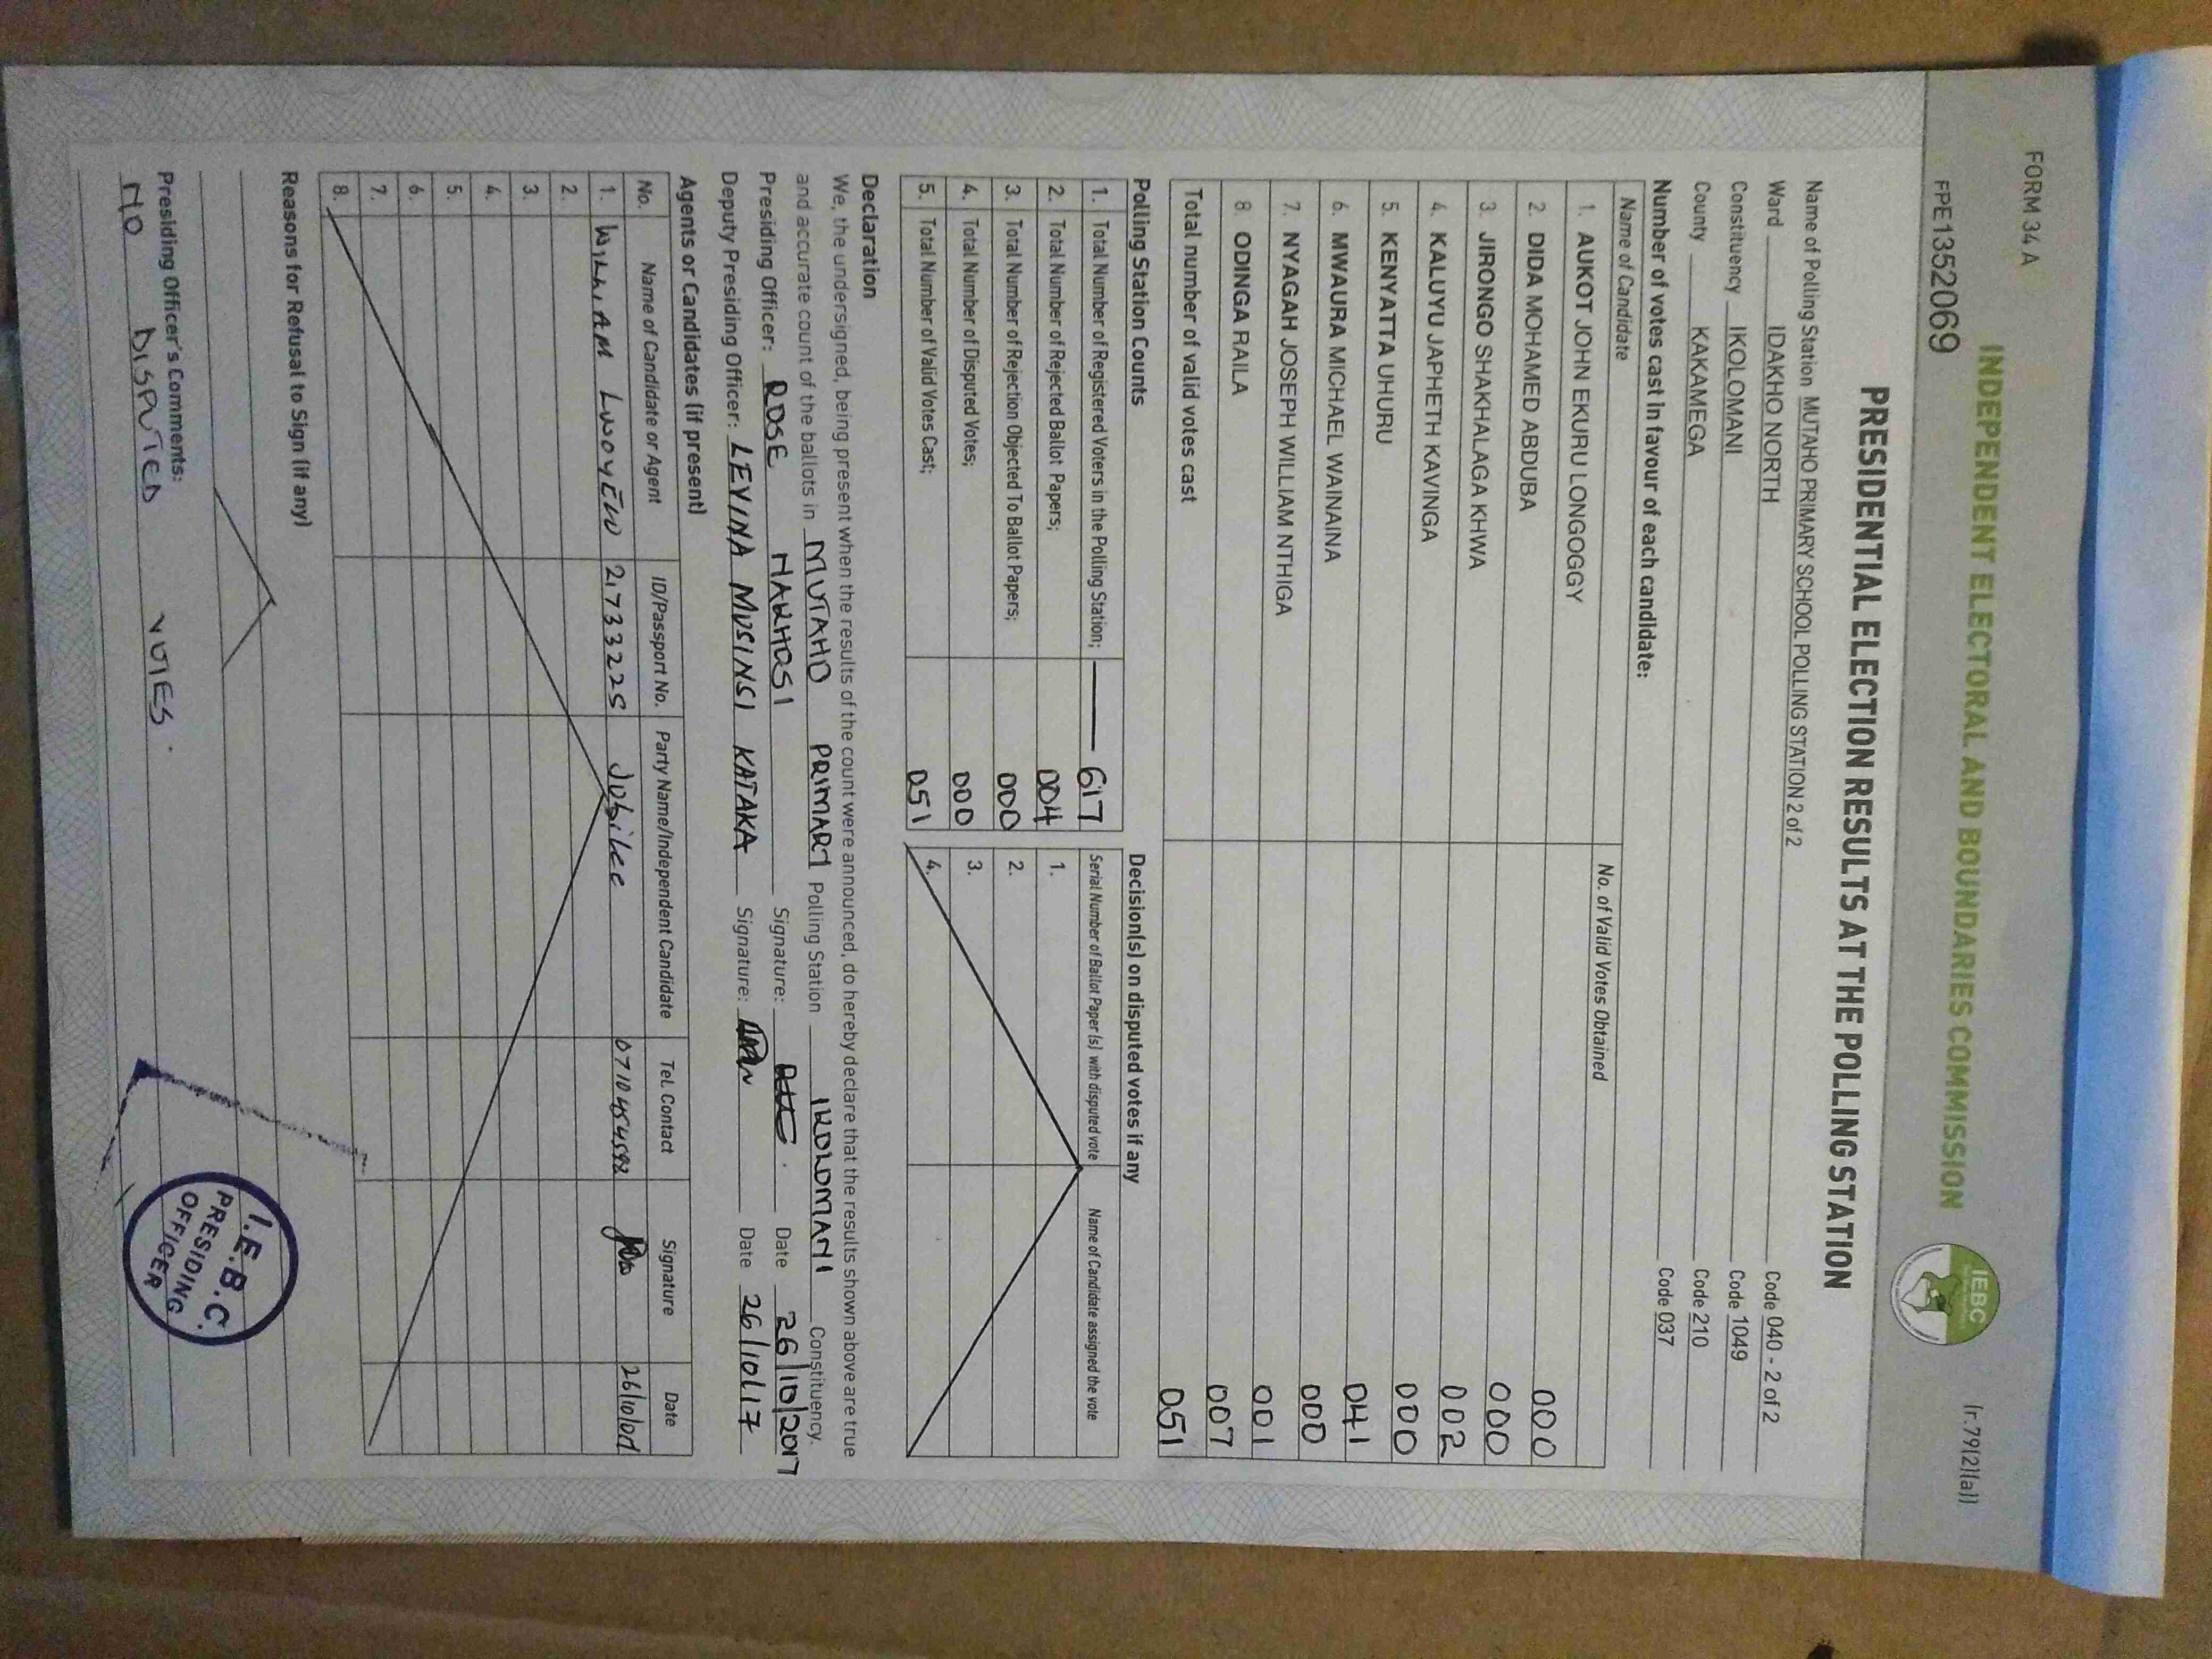 FORM 34 A
(r.79(2)(a))
INDEPENDENT ELECTORAL AND BOUNDARIES COMMISSION
IEBC
FPE1352069
PRESIDENTIAL ELECTION RESULTS AT THE POLLING STATION
Name of Polling Station MUTAHO PRIMARY SCHOOL POLLING STATION 2 of 2 Code 040 - 2 of 2
Ward IDAKHO NORTH Code 1049
Constituency IKOLOMANI Code 210
County KAKAMEGA Code 037
Number of votes cast in favour of each candidate:
Name of Candidate No. of Valid Votes Obtained
1. AUKOT JOHN EKURU LONGOGGY 000
2. DIDA MOHAMED ABDUBA 000
3. JIRONGO SHAKHALAGA KHWA 002
4. KALUYU JAPHETH KAVINGA 000
5. KENYATTA UHURU 041
6. MWAURA MICHAEL WAINAINA 000
7. NYAGAH JOSEPH WILLIAM NTHIGA 001
8. ODINGA RAILA 007
Total number of valid votes cast 051
Polling Station Counts Decision(s) on disputed votes if any
1. Total Number of Registered Voters in the Polling Station; 617 Serial Number of Ballot Paper (s) with disputed vote Name of Candidate assigned the vote
2. Total Number of Rejected Ballot Papers; 004 1.
3. Total Number of Rejection Objected To Ballot Papers; 000 2.
4. Total Number of Disputed Votes; 000 3.
5. Total Number of Valid Votes Cast; 051 4.
Declaration
We, the undersigned, being present when the results of the count were announced, do hereby declare that the results shown above are true
and accurate count of the ballots in MUTAHO PRIMARY Polling Station IKOLOMANI Constituency.
Presiding Officer: ROSE Signature: Date 26/10/2017
Deputy Presiding Officer: LEVINA MUSINSI KATAKA Signature: Date 26/10/17
Agents or Candidates (if present)
No. Name of Candidate or Agent ID/Passport No. Party Name/Independent Candidate Tel. Contact Signature Date
1. 21733225 Jubilee
2.
3.
4.
5.
6.
7.
8.
Reasons for Refusal to Sign (if any)
Presiding Officer's Comments:
NO DISPUTED VOTES.
I.E.B.C.
PRESIDING
OFFICER